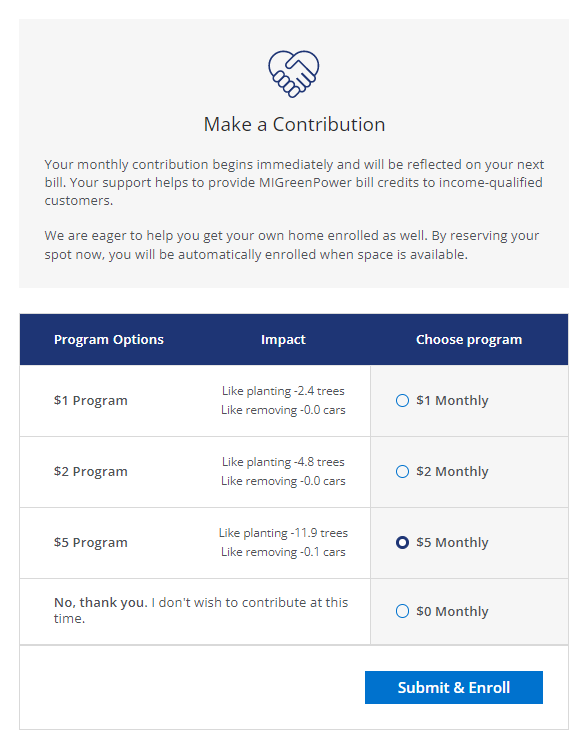 Make a Contribution
Your monthly contribution begins immediately and will be reflected on your next
bill. Your support helps to provide MIGreenPower bill credits to income-qualified
customers.
We are eager to help you get your own home enrolled as well. By reserving your
spot now, you will be automatically enrolled when space is available.
Program Options Impact Choose program
$1 Program
Like planting -2.4 trees
Like removing -0.0 cars
$1 Monthly
$2 Program
Like planting -4.8 trees
Like removing -0.0 cars
$2 Monthly
$5 Program
Like planting -11.9 trees
Like removing -0.1 cars
$5 Monthly
No, thank you. I don't wish to contribute at this
time.
$0 Monthly
Submit & Enroll